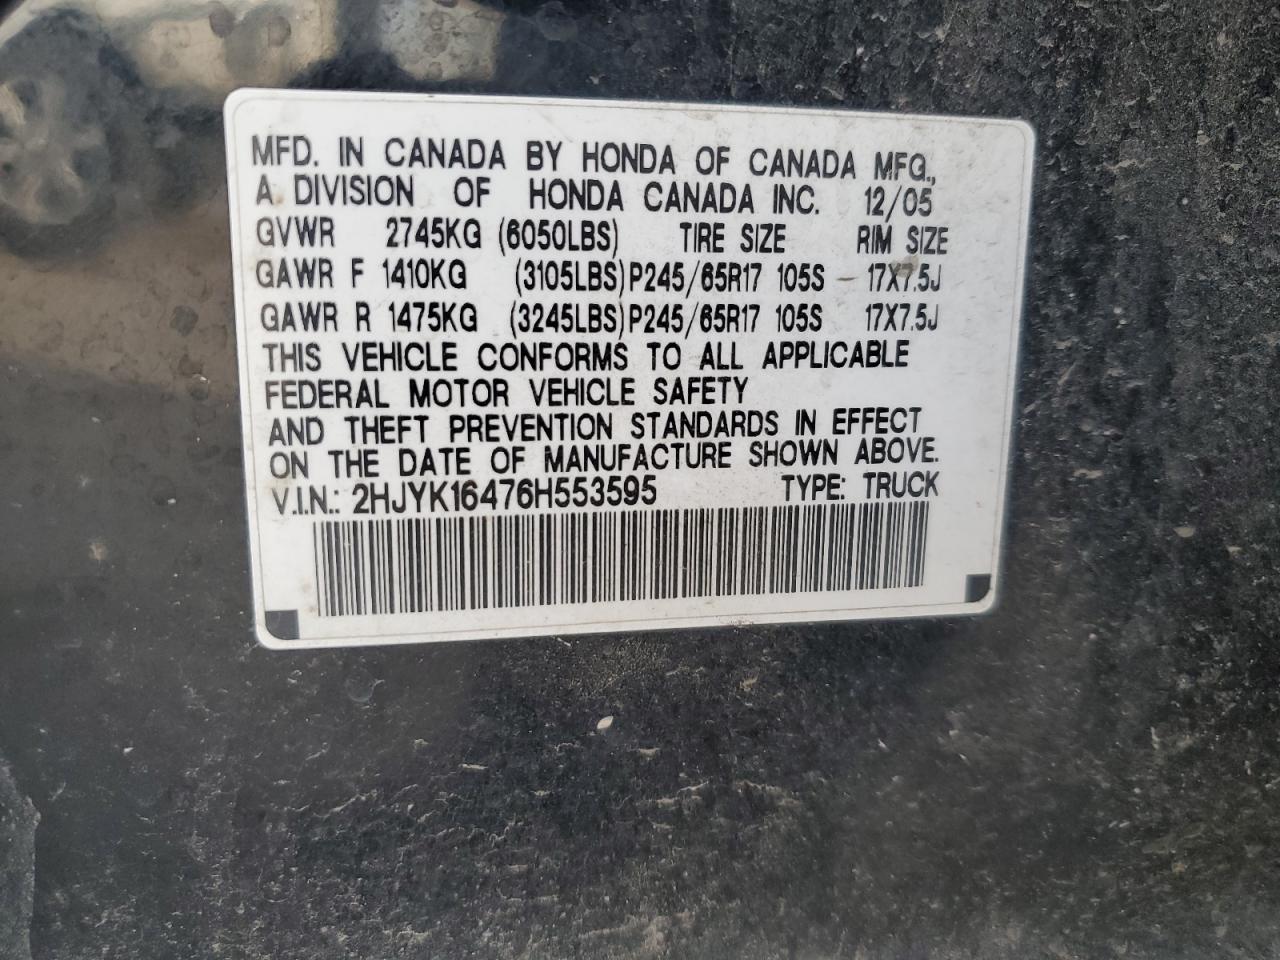 MFD. IN CANADA BY HONDA OF CANADA MFG.,
A DIVISION OF HONDA CANADA INC. 12/05
GVWR 2745KG (6050LBS) TIRE SIZE RIM SIZE
GAWR F 1410KG (3105LBS) P245/65R17 105S – 17X7.5J
GAWR R 1475KG (3245LBS) P245/65R17 105S 17X7.5J
THIS VEHICLE CONFORMS TO ALL APPLICABLE
FEDERAL MOTOR VEHICLE SAFETY
AND THEFT PREVENTION STANDARDS IN EFFECT
ON THE DATE OF MANUFACTURE SHOWN ABOVE.
V.I.N.: 2HJYK16476H553595 TYPE: TRUCK